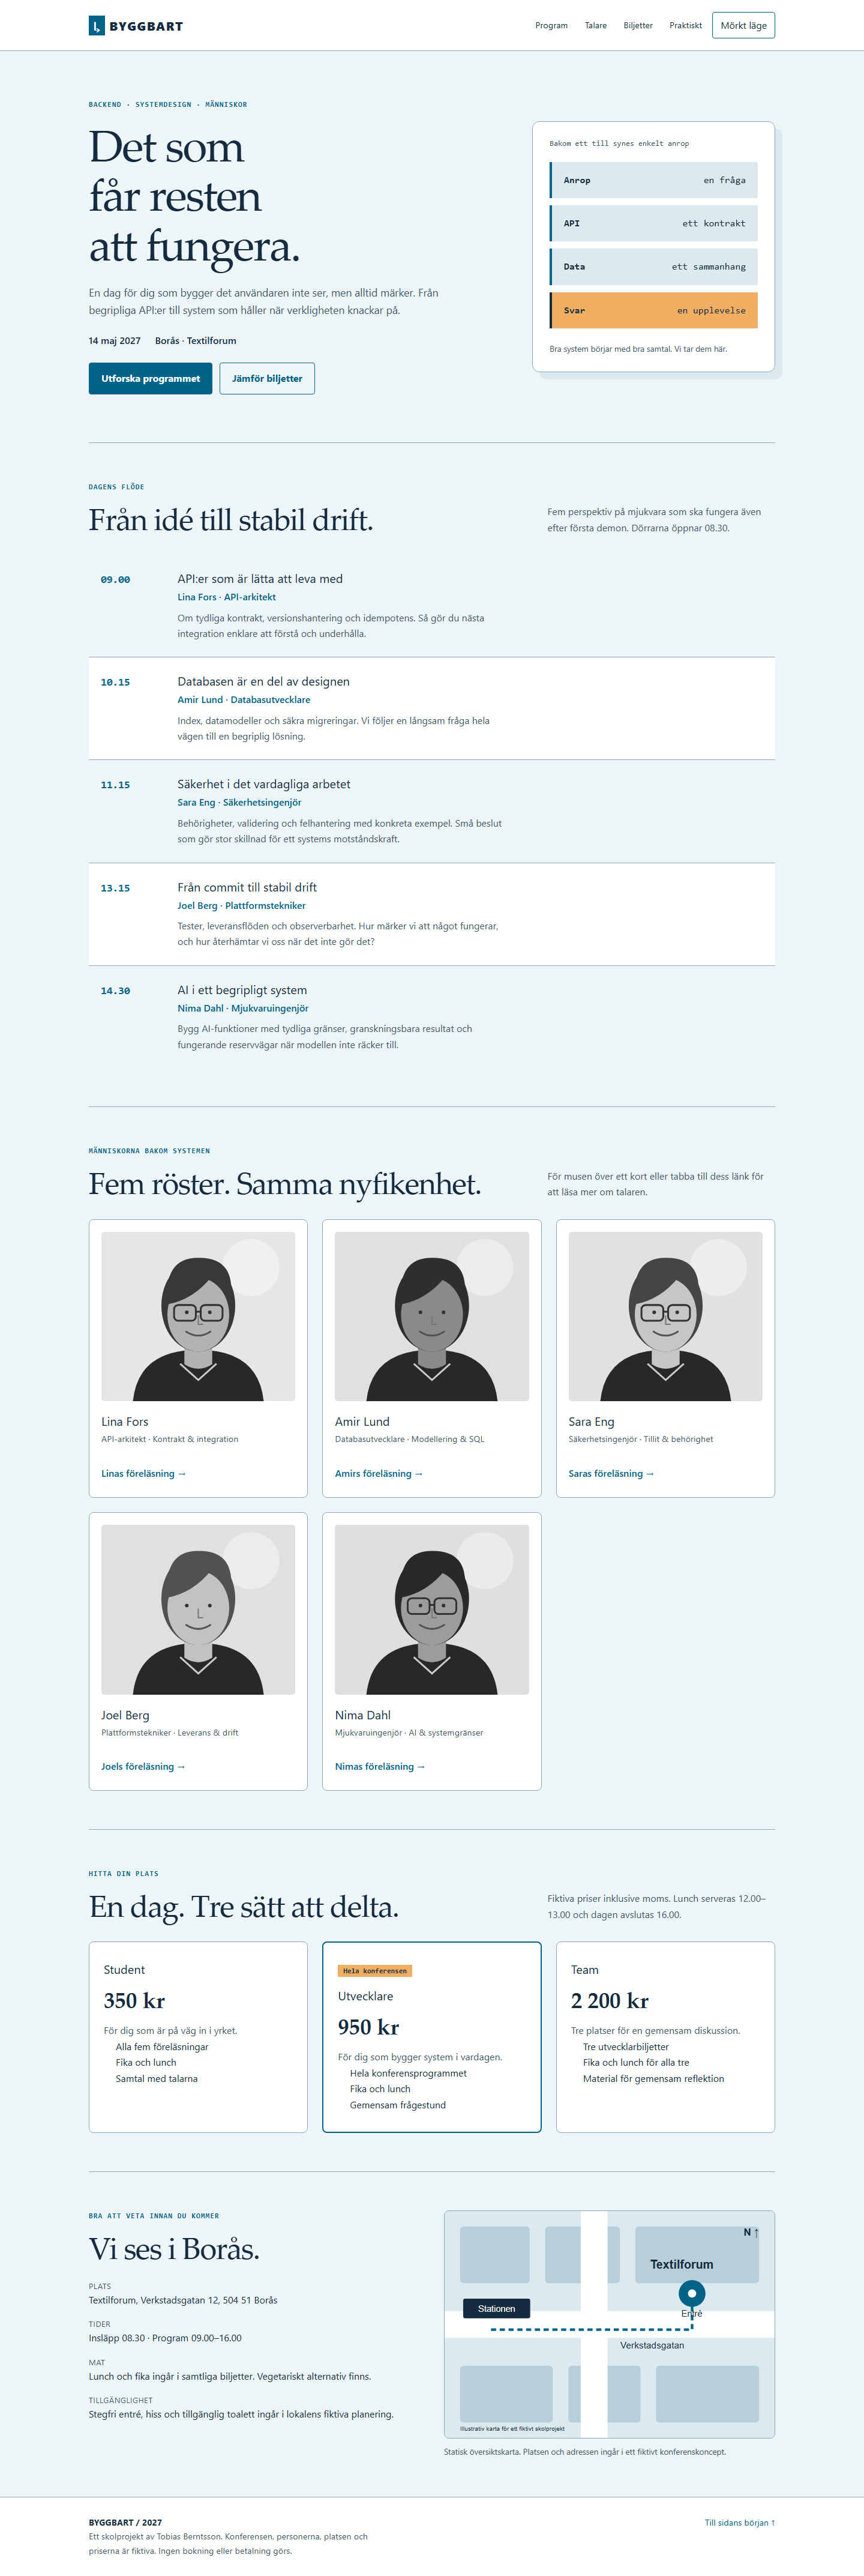 BYGGBART
Program Talare Biljetter Praktiskt Mörkt läge
BACKEND · SYSTEMDESIGN · MÄNNISKOR
Det som
får resten
att fungera.
En dag för dig som bygger det användaren inte ser, men alltid märker. Från
begripliga API:er till system som håller när verkligheten knackar på.
14 maj 2027 Borås · Textilforum
Utforska programmet Jämför biljetter
Bakom ett till synes enkelt anrop
Anrop en fråga
API ett kontrakt
Data ett sammanhang
Svar en upplevelse
Bra system börjar med bra samtal. Vi tar dem här.
DAGENS FLÖDE
Från idé till stabil drift.
Fem perspektiv på mjukvara som ska fungera även
efter första demon. Dörrarna öppnar 08.30.
09.00
API:er som är lätta att leva med
Lina Fors · API-arkitekt
Om tydliga kontrakt, versionshantering och idempotens. Så gör du nästa
integration enklare att förstå och underhålla.
10.15
Databasen är en del av designen
Amir Lund · Databasutvecklare
Index, datamodeller och säkra migreringar. Vi följer en långsam fråga hela
vägen till en begriplig lösning.
11.15
Säkerhet i det vardagliga arbetet
Sara Eng · Säkerhetsingenjör
Behörigheter, validering och felhantering med konkreta exempel. Små beslut
som gör stor skillnad för ett systems motståndskraft.
13.15
Från commit till stabil drift
Joel Berg · Plattformstekniker
Tester, leveransflöden och observerbarhet. Hur märker vi att något fungerar,
och hur återhämtar vi oss när det inte gör det?
14.30
AI i ett begripligt system
Nima Dahl · Mjukvaruingenjör
Bygg AI-funktioner med tydliga gränser, granskningsbara resultat och
fungerande reservvägar när modellen inte räcker till.
MÄNNISKORNA BAKOM SYSTEMEN
Fem röster. Samma nyfikenhet.
För musen över ett kort eller tabba till dess länk för
att läsa mer om talaren.
Lina Fors
API-arkitekt · Kontrakt & integration
Linas föreläsning →
Amir Lund
Databasutvecklare · Modellering & SQL
Amirs föreläsning →
Sara Eng
Säkerhetsingenjör · Tillit & behörighet
Saras föreläsning →
Joel Berg
Plattformstekniker · Leverans & drift
Joels föreläsning →
Nima Dahl
Mjukvaruingenjör · AI & systemgränser
Nimas föreläsning →
HITTA DIN PLATS
En dag. Tre sätt att delta.
Fiktiva priser inklusive moms. Lunch serveras 12.00–
13.00 och dagen avslutas 16.00.
Student
350 kr
För dig som är på väg in i yrket.
Alla fem föreläsningar
Fika och lunch
Samtal med talarna
Hela konferensen
Utvecklare
950 kr
För dig som bygger system i vardagen.
Hela konferensprogrammet
Fika och lunch
Gemensam frågestund
Team
2 200 kr
Tre platser för en gemensam diskussion.
Tre utvecklarbiljetter
Fika och lunch för alla tre
Material för gemensam reflektion
BRA ATT VETA INNAN DU KOMMER
Vi ses i Borås.
PLATS
Textilforum, Verkstadsgatan 12, 504 51 Borås
TIDER
Insläpp 08.30 · Program 09.00–16.00
MAT
Lunch och fika ingår i samtliga biljetter. Vegetariskt alternativ finns.
TILLGÄNGLIGHET
Stegfri entré, hiss och tillgänglig toalett ingår i lokalens fiktiva planering.
N ↑
Textilforum
Stationen
Entré
Verkstadsgatan
Illustrativ karta för ett fiktivt skolprojekt
Statisk översiktskarta. Platsen och adressen ingår i ett fiktivt konferenskoncept.
BYGGBART / 2027
Ett skolprojekt av Tobias Berntsson. Konferensen, personerna, platsen och
priserna är fiktiva. Ingen bokning eller betalning görs.
Till sidans början ↑